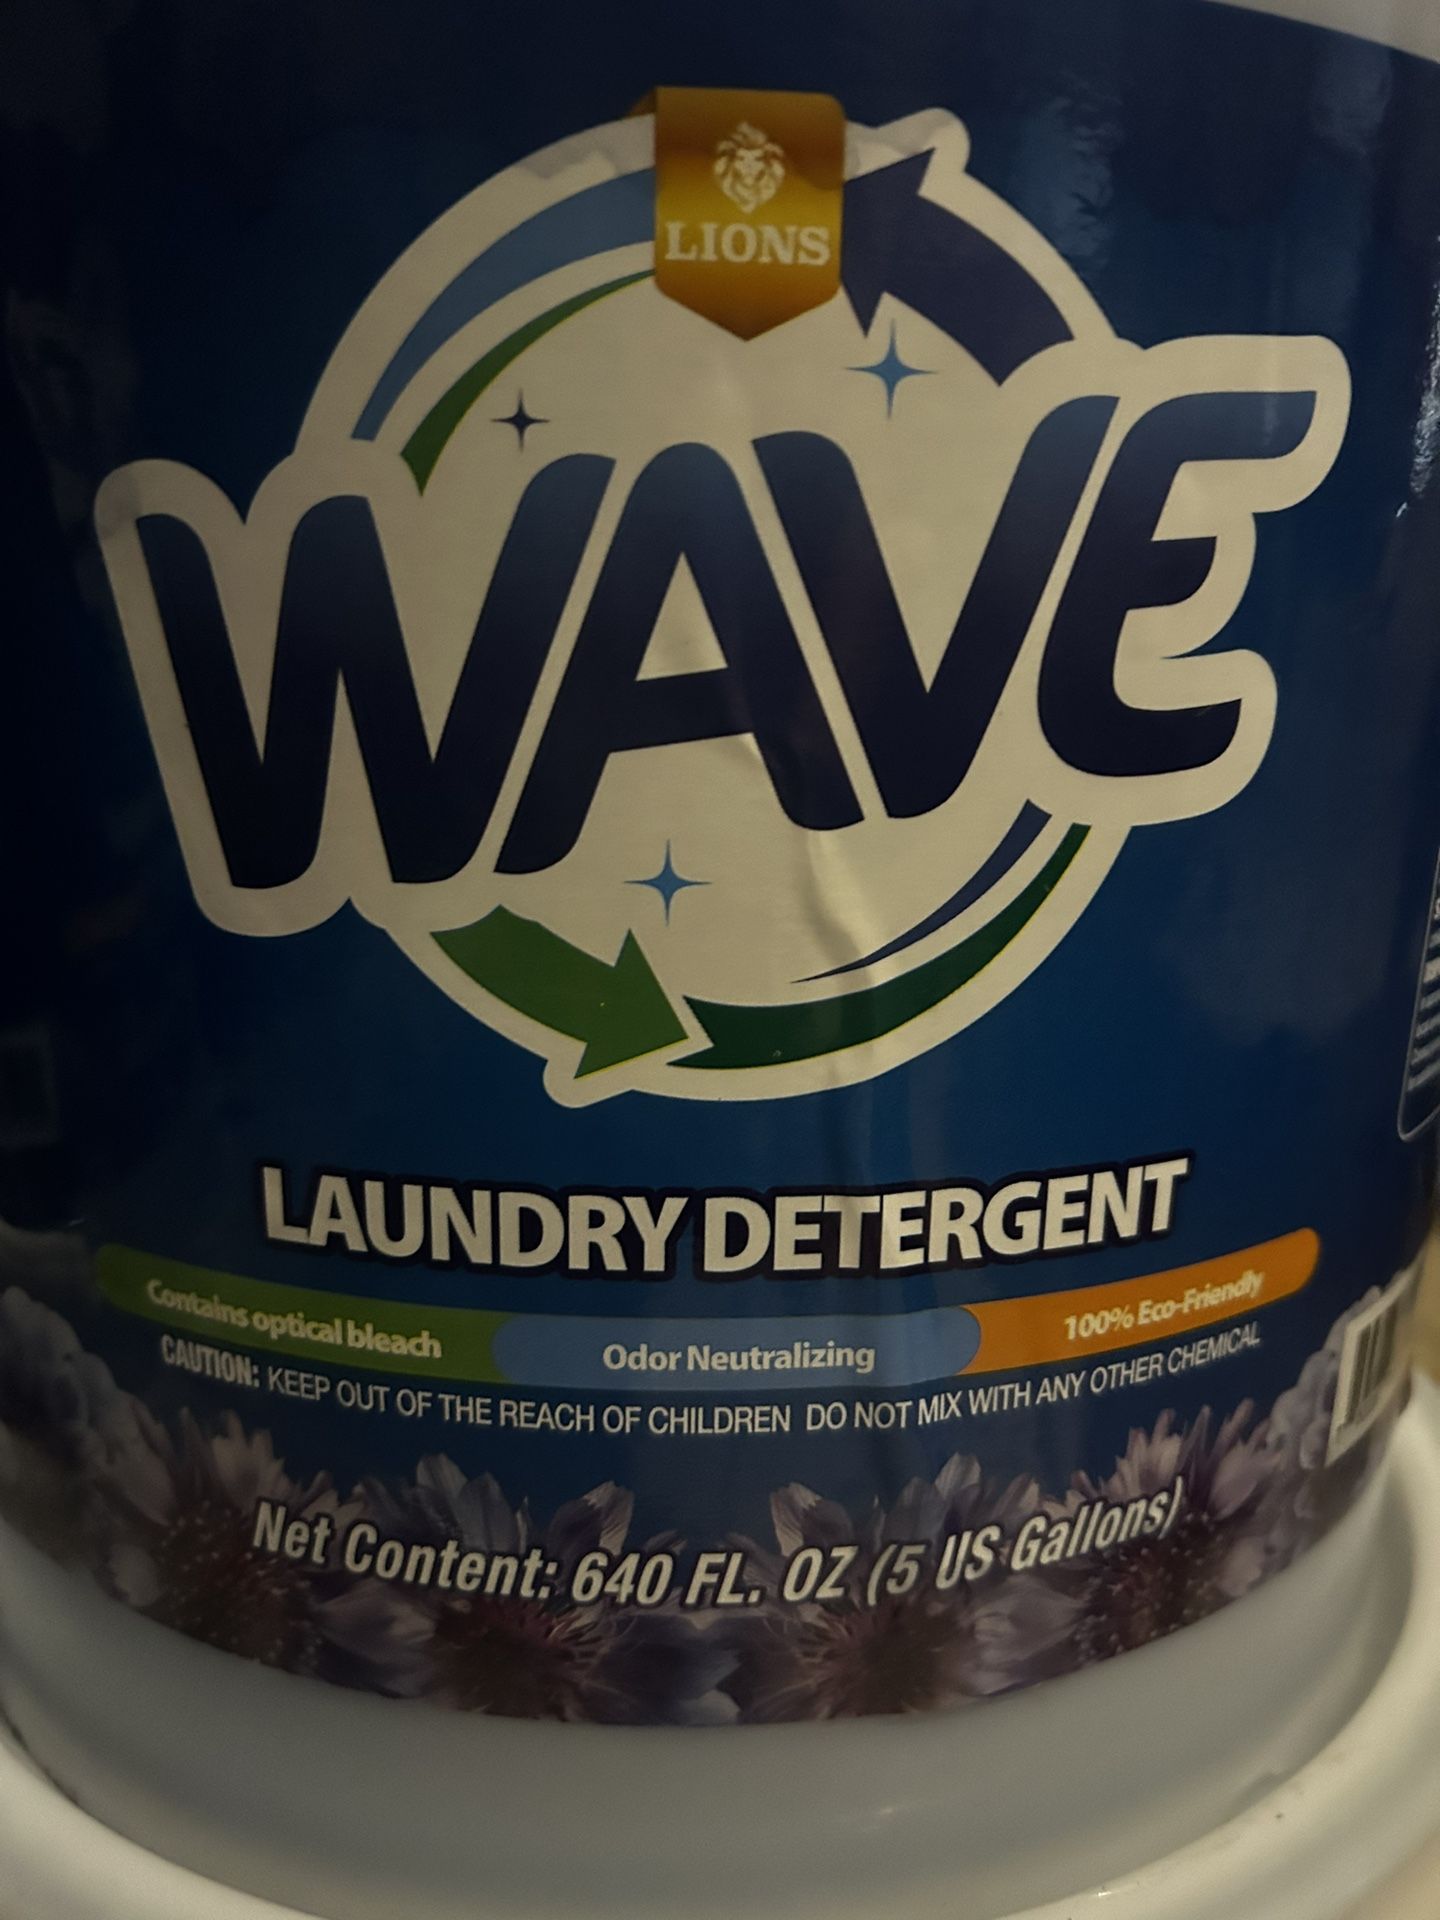 LIONS
WAVE
LAUNDRY DETERGENT
Contains optical bleach
Odor Neutralizing
100% Eco-Friendly
CAUTION: KEEP OUT OF THE REACH OF CHILDREN DO NOT MIX WITH ANY OTHER CHEMICAL
Net Content: 640 FL. OZ (5 US Gallons)